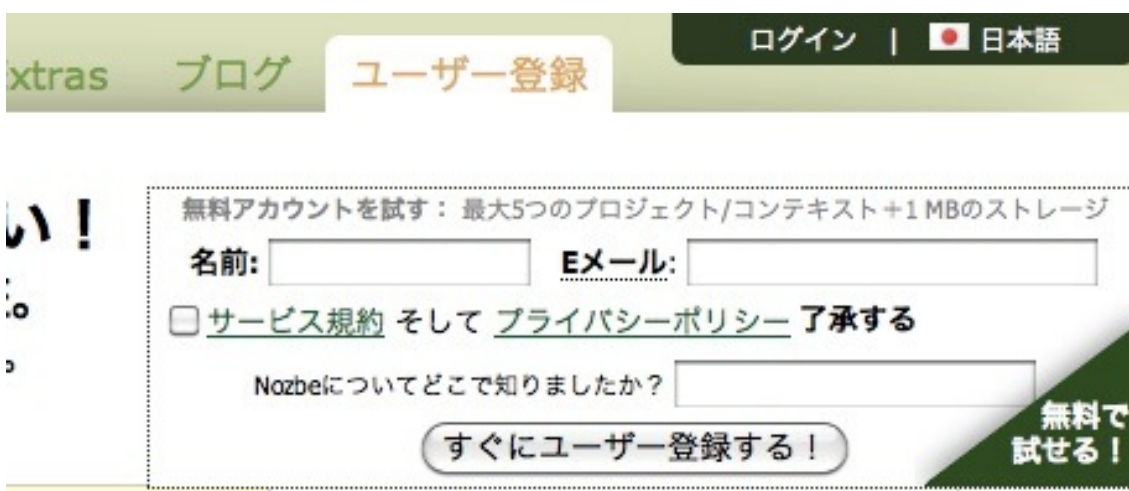 ログイン | 日本語
xtras ブログ ユーザー登録
い！
無料アカウントを試す： 最大5つのプロジェクト/コンテキスト＋1 MBのストレージ
名前: Eメール:
。
サービス規約 そして プライバシーポリシー 了承する
。
Nozbeについてどこで知りましたか？
無料で
試せる！
すぐにユーザー登録する！